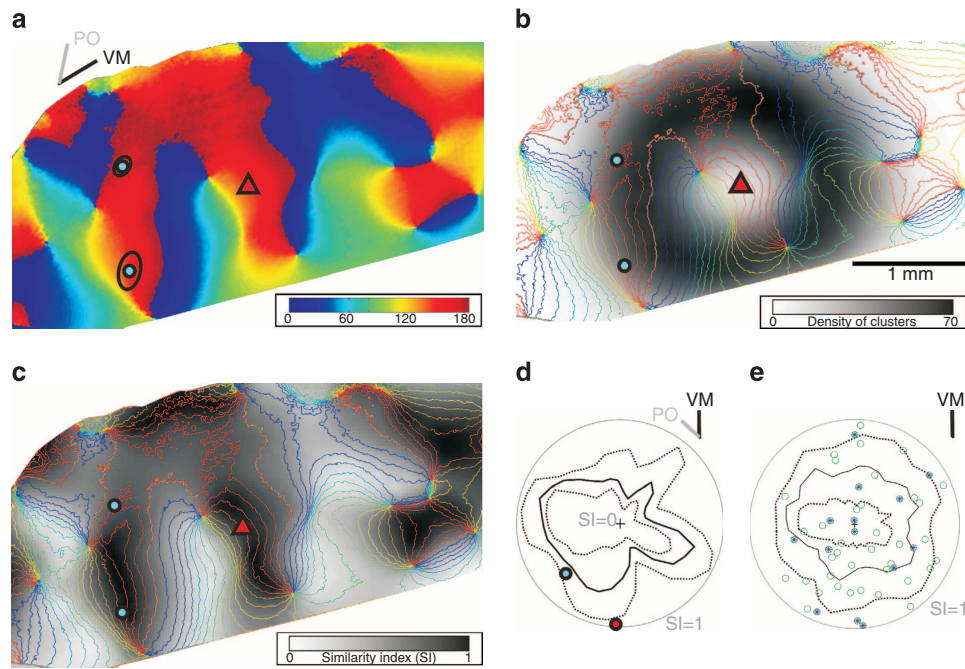 a
PO
VM
0 60 120 180
b
1 mm
0 Density of clusters 70
c
0 Similarity index (SI) 1
d
VM
PO
SI=0
SI=1
e
VM
SI=1